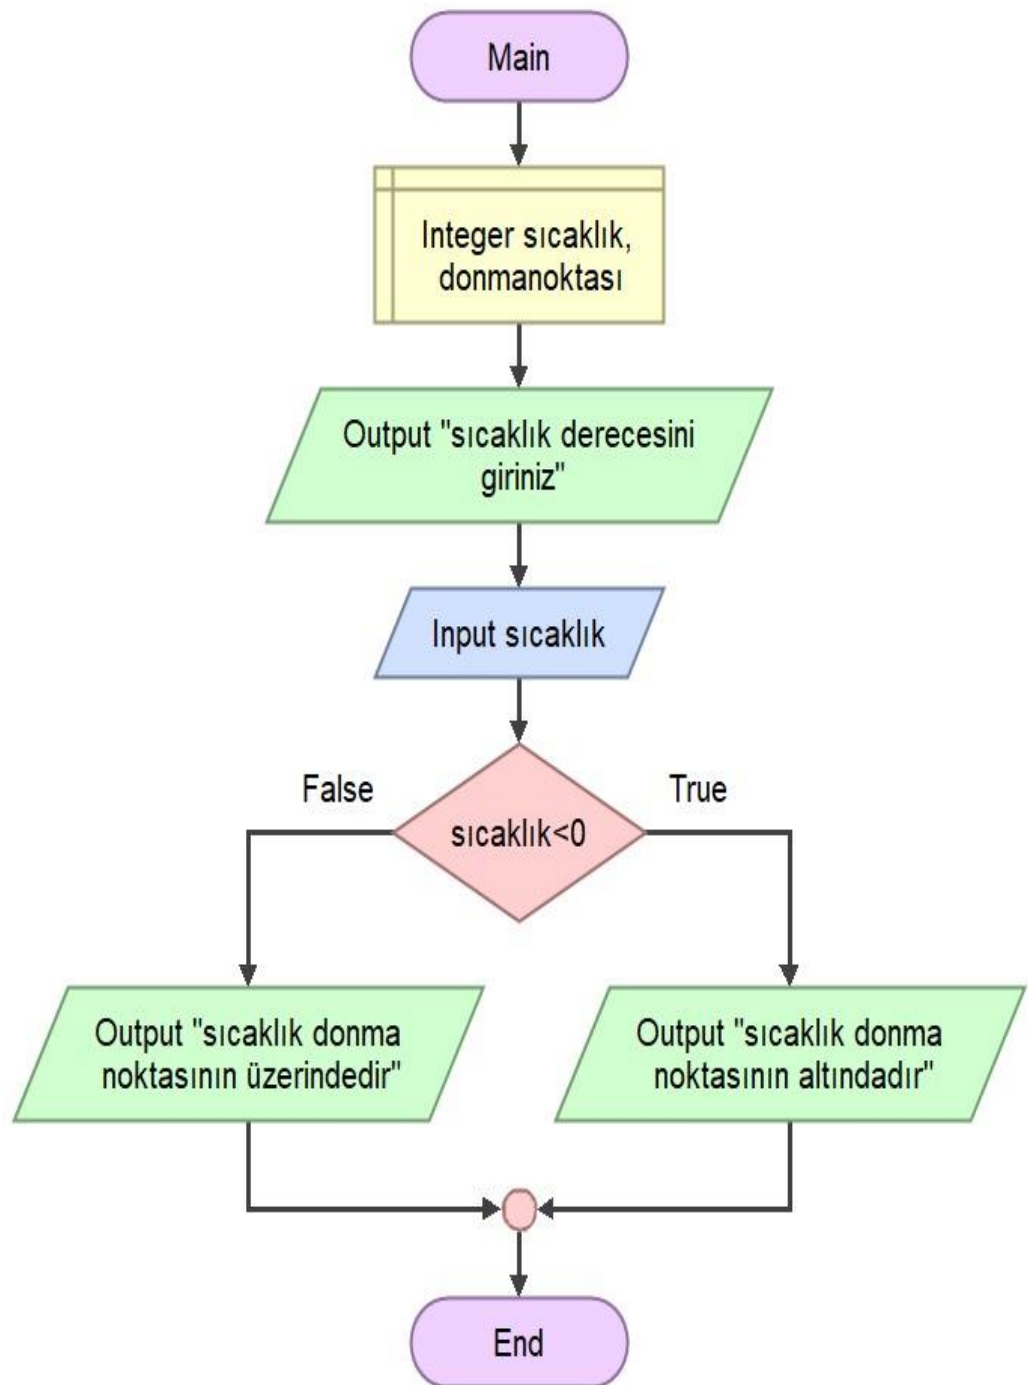 Main
Integer sıcaklık,
donmanoktası
Output "sıcaklık derecesini
giriniz"
Input sıcaklık
False
True
sıcaklık<0
Output "sıcaklık donma
noktasının üzerindedir"
Output "sıcaklık donma
noktasının altındadır"
End